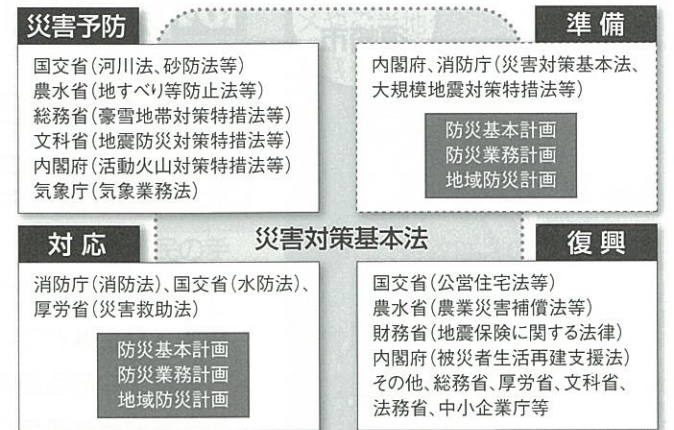 災害予防
国交省(河川法、砂防法等)
農水省(地すべり等防止法等)
総務省(豪雪地帯対策特措法等)
文科省(地震防災対策特措法等)
内閣府(活動火山対策特措法等)
気象庁(気象業務法)
準備
内閣府、消防庁(災害対策基本法、
大規模地震対策特措法等)
防災基本計画
防災業務計画
地域防災計画
災害対策基本法
対応
消防庁(消防法)、国交省(水防法)、
厚労省(災害救助法)
防災基本計画
防災業務計画
地域防災計画
復興
国交省(公営住宅法等)
農水省(農業災害補償法等)
財務省(地震保険に関する法律)
内閣府(被災者生活再建支援法)
その他、総務省、厚労省、文科省、
法務省、中小企業庁等